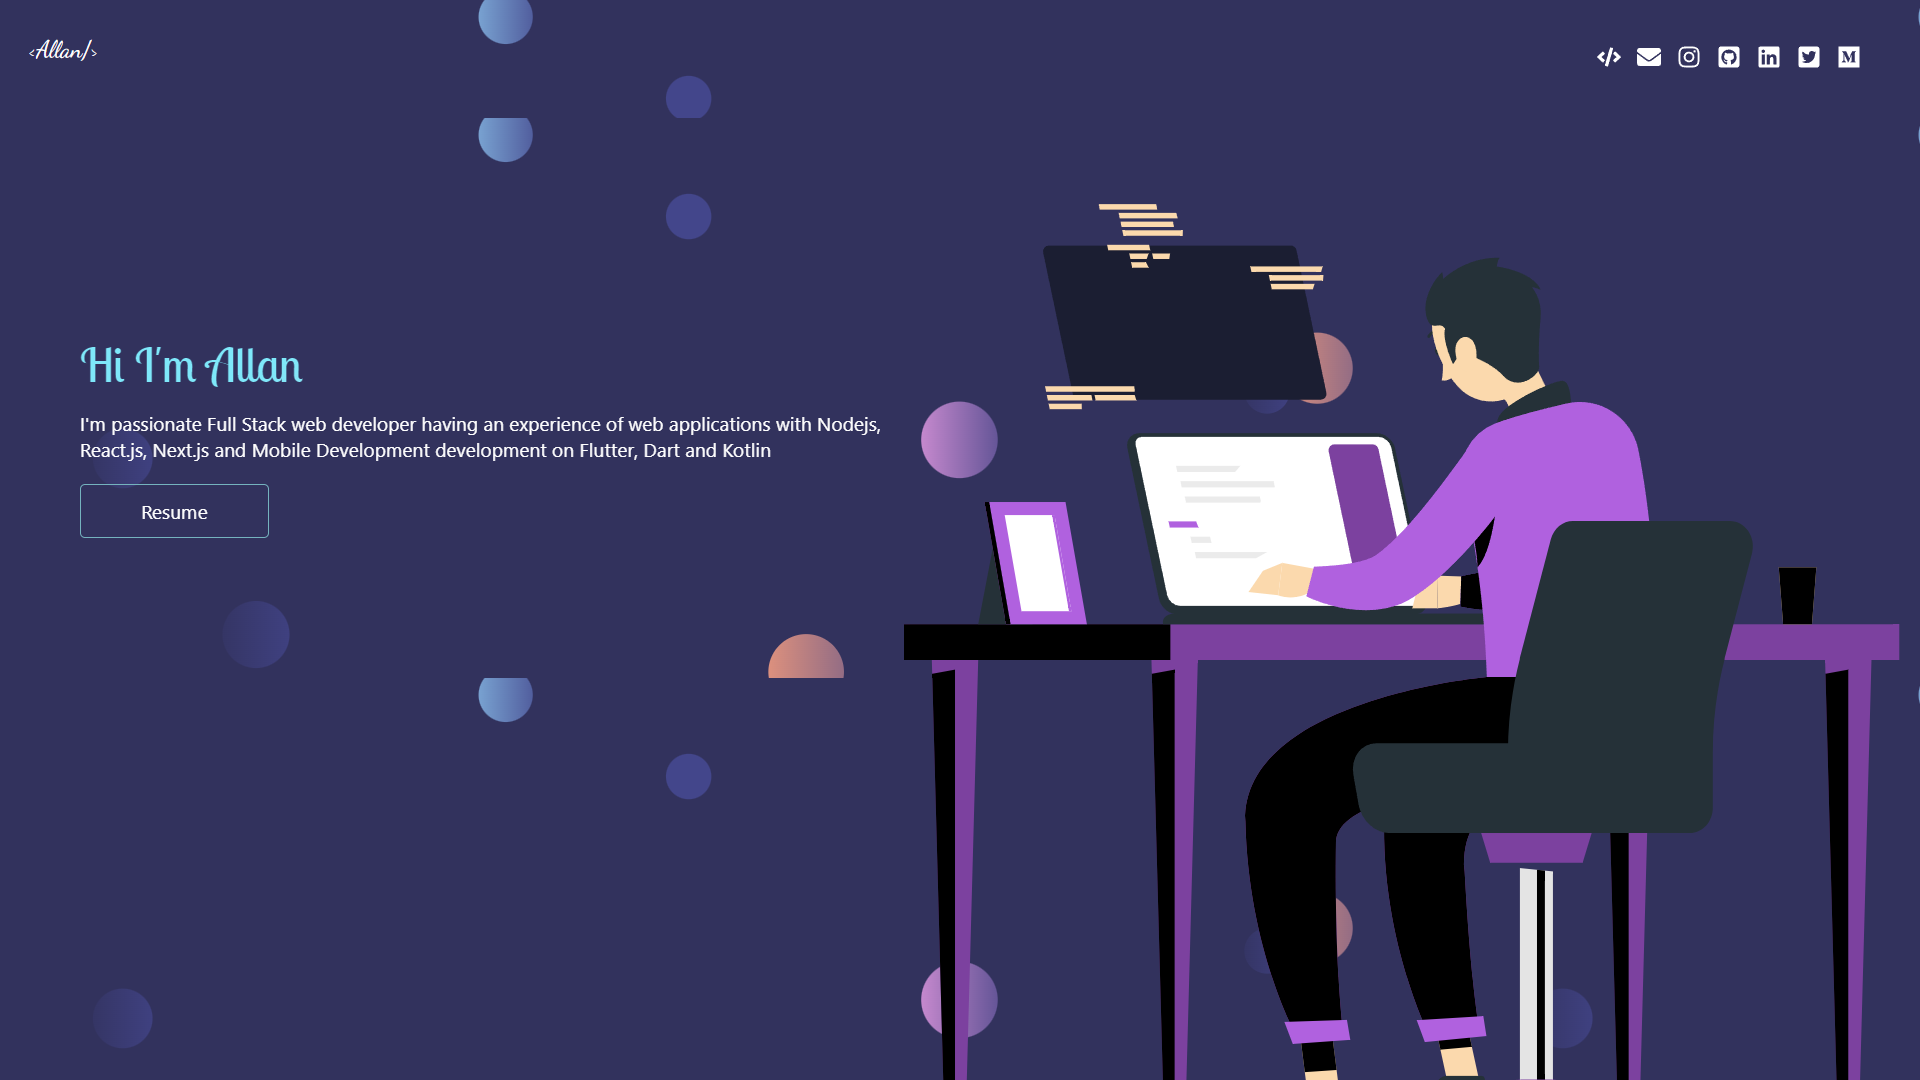 <Allan/>
Hi I'm Allan
I'm passionate Full Stack web developer having an experience of web applications with Nodejs,
React.js, Next.js and Mobile Development development on Flutter, Dart and Kotlin
Resume